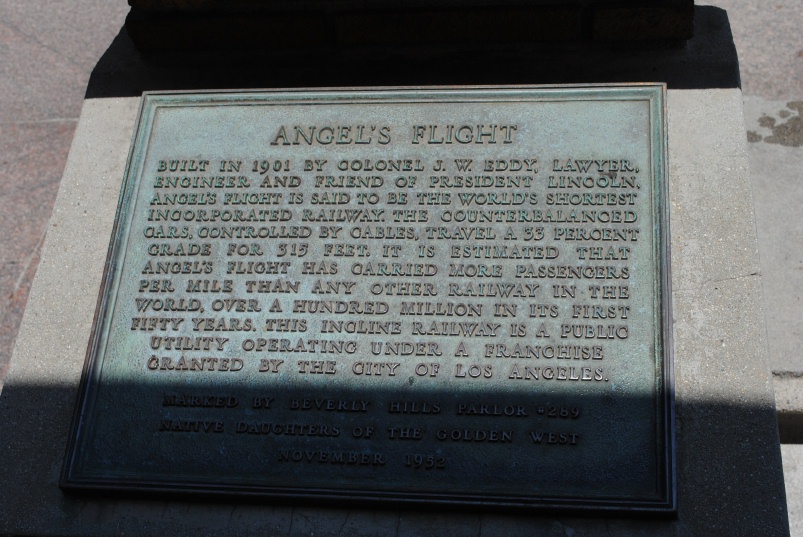 ANGEL'S FLIGHT
BUILT IN 1901 BY COLONEL J. W. EDDY, LAWYER,
ENGINEER AND FRIEND OF PRESIDENT LINCOLN,
ANGEL'S FLIGHT IS SAID TO BE THE WORLD'S SHORTEST
INCORPORATED RAILWAY. THE COUNTERBALANCED
CARS, CONTROLLED BY CABLES, TRAVEL A 33 PERCENT
GRADE FOR 315 FEET. IT IS ESTIMATED THAT
ANGEL'S FLIGHT HAS CARRIED MORE PASSENGERS
PER MILE THAN ANY OTHER RAILWAY IN THE
WORLD, OVER A HUNDRED MILLION IN ITS FIRST
FIFTY YEARS. THIS INCLINE RAILWAY IS A PUBLIC
UTILITY OPERATING UNDER A FRANCHISE
GRANTED BY THE CITY OF LOS ANGELES.
MARKED BY BEVERLY HILLS PARLOR #289
NATIVE DAUGHTERS OF THE GOLDEN WEST
NOVEMBER 1952